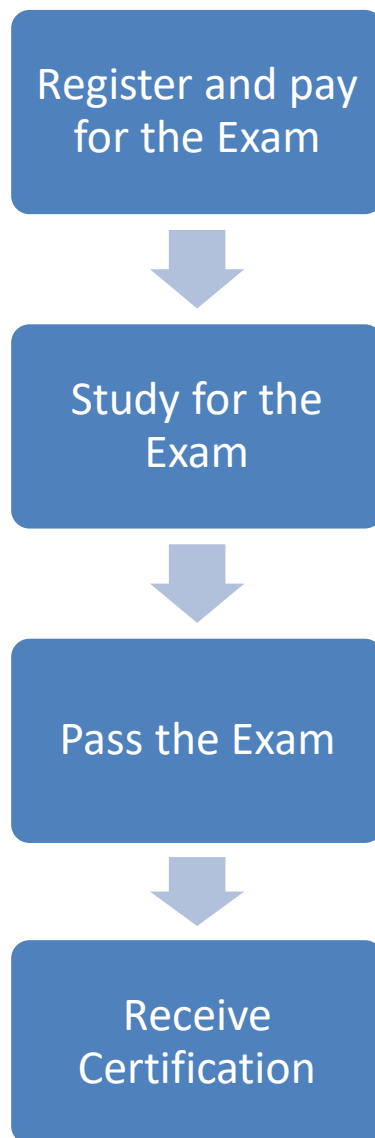 Register and pay
for the Exam
Study for the
Exam
Pass the Exam
Receive
Certification